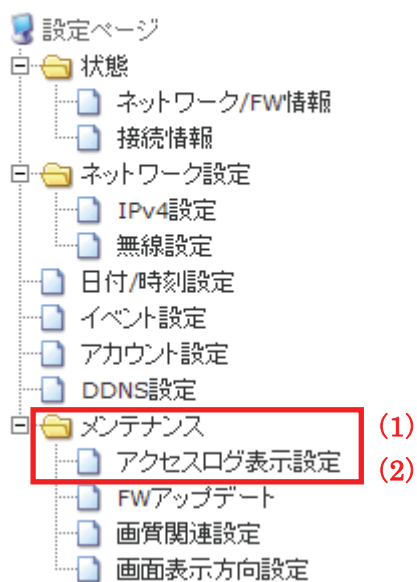 設定ページ
状態
ネットワーク/FW情報
接続情報
ネットワーク設定
IPv4設定
無線設定
日付/時刻設定
イベント設定
アカウント設定
DDNS設定
メンテナンス (1)
アクセスログ表示設定 (2)
FWアップデート
画質関連設定
画面表示方向設定